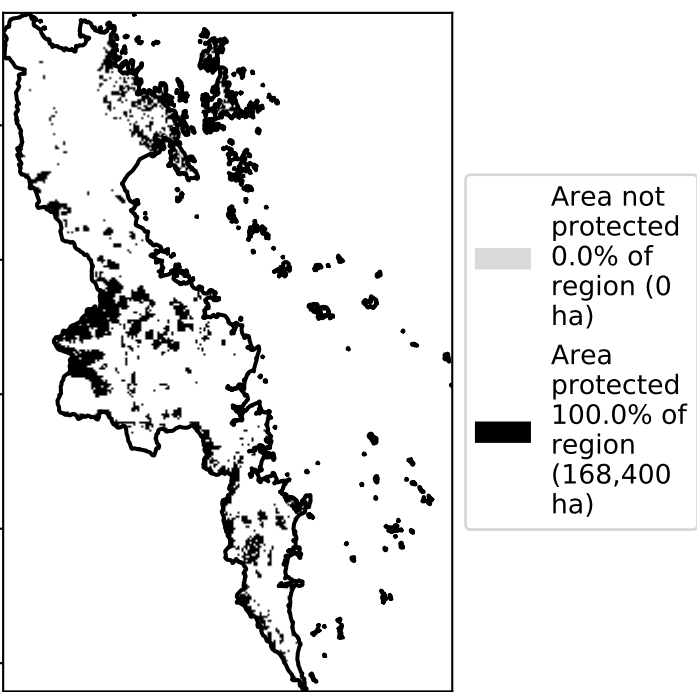 Area not
protected
0.0% of
region (0
ha)
Area
protected
100.0% of
region
(168,400
ha)